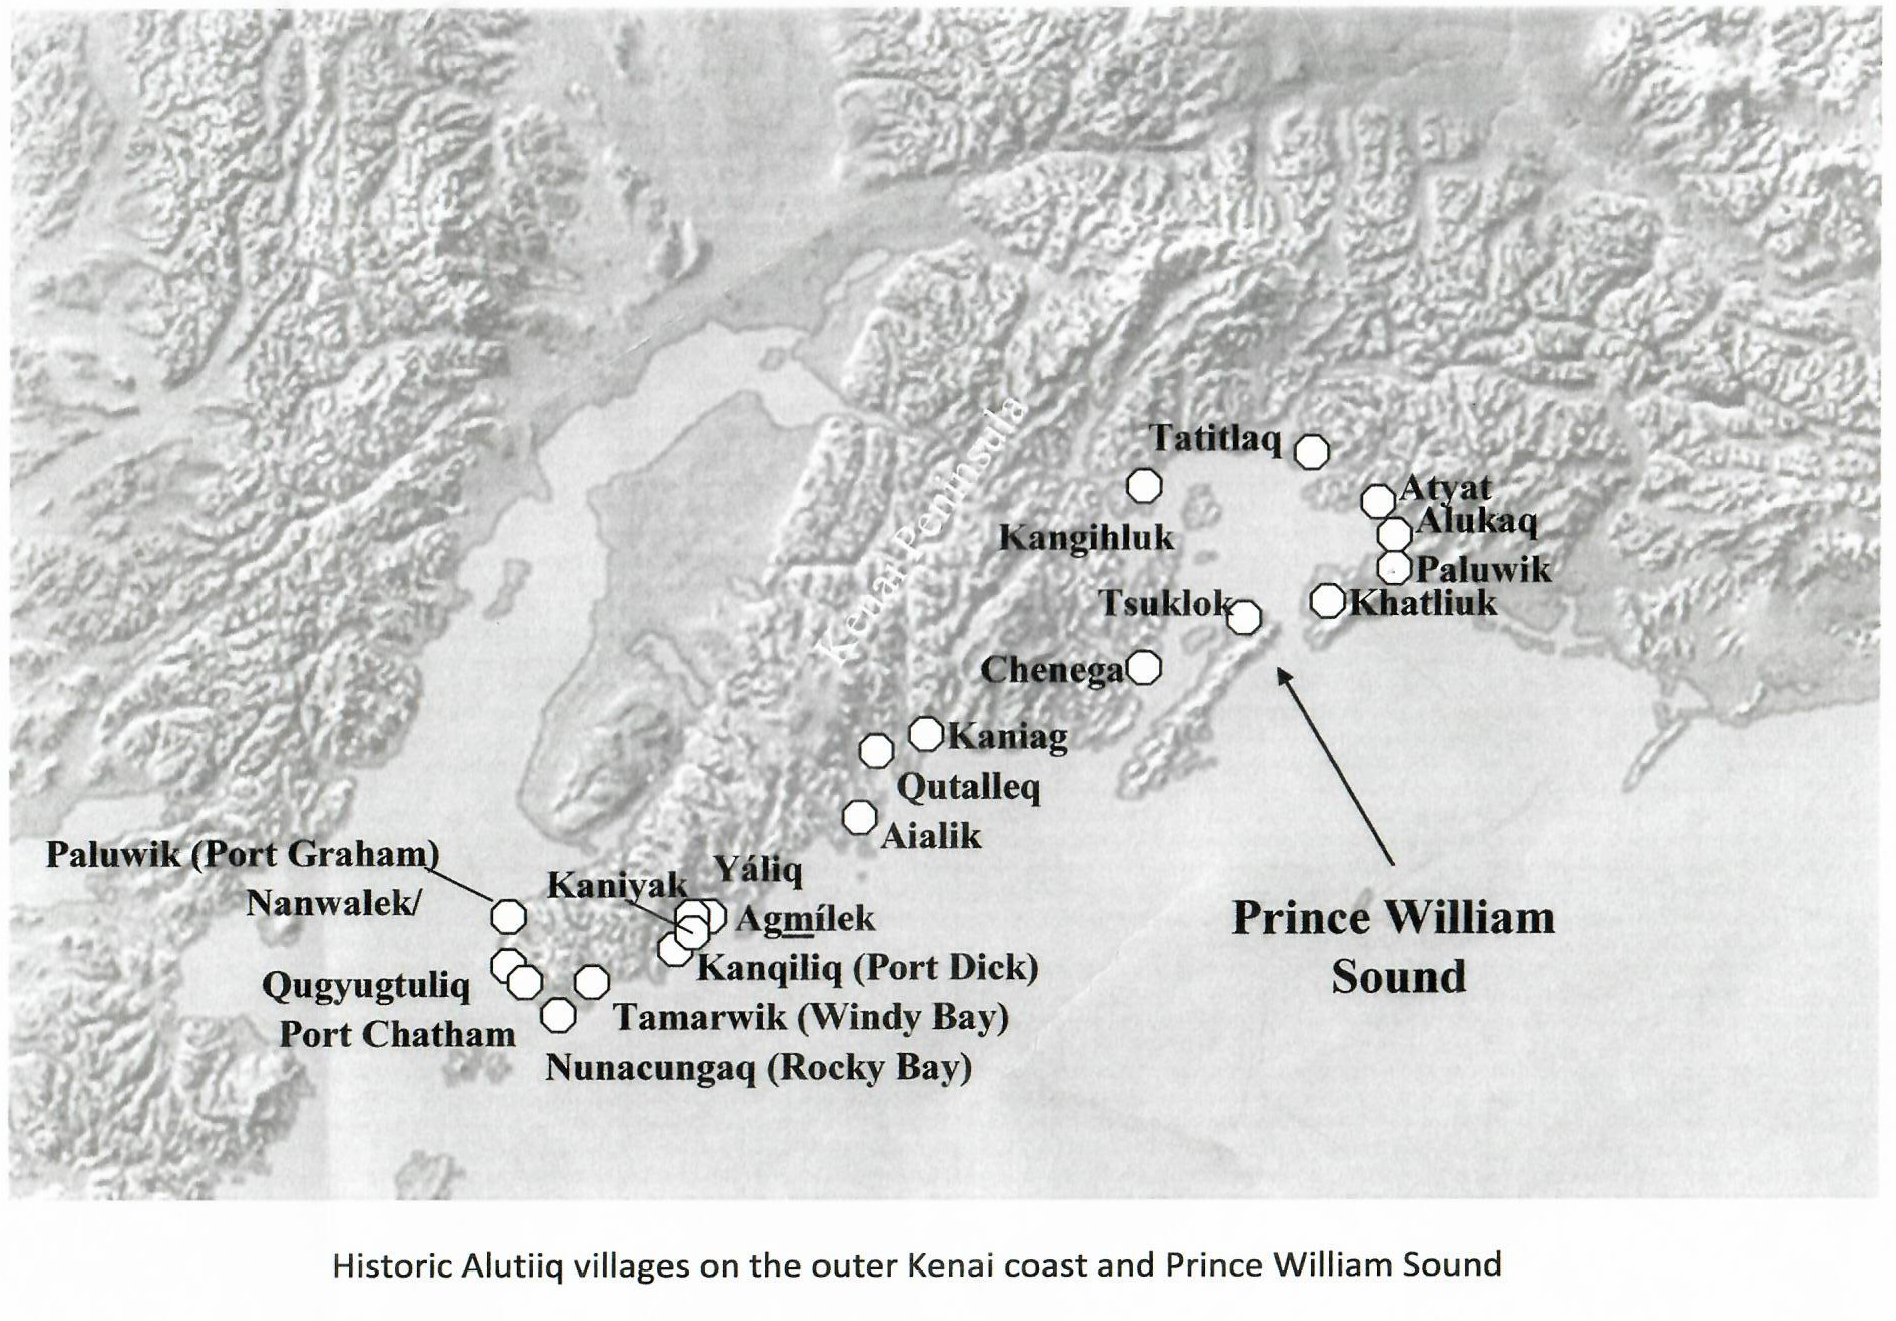 Kenai Peninsula
Tatitlaq
Atyat
Alukaq
Kangihluk
Paluwik
Tsuklok
Khatliuk
Chenega
Kaniag
Qutalleq
Aialik
Paluwik (Port Graham)
Yáliq
Kaniyak
Nanwalek/
Agmílek
Prince William
Sound
Kanqiliq (Port Dick)
Qugyugtuliq
Tamarwik (Windy Bay)
Port Chatham
Nunacungaq (Rocky Bay)
Historic Alutiiq villages on the outer Kenai coast and Prince William Sound